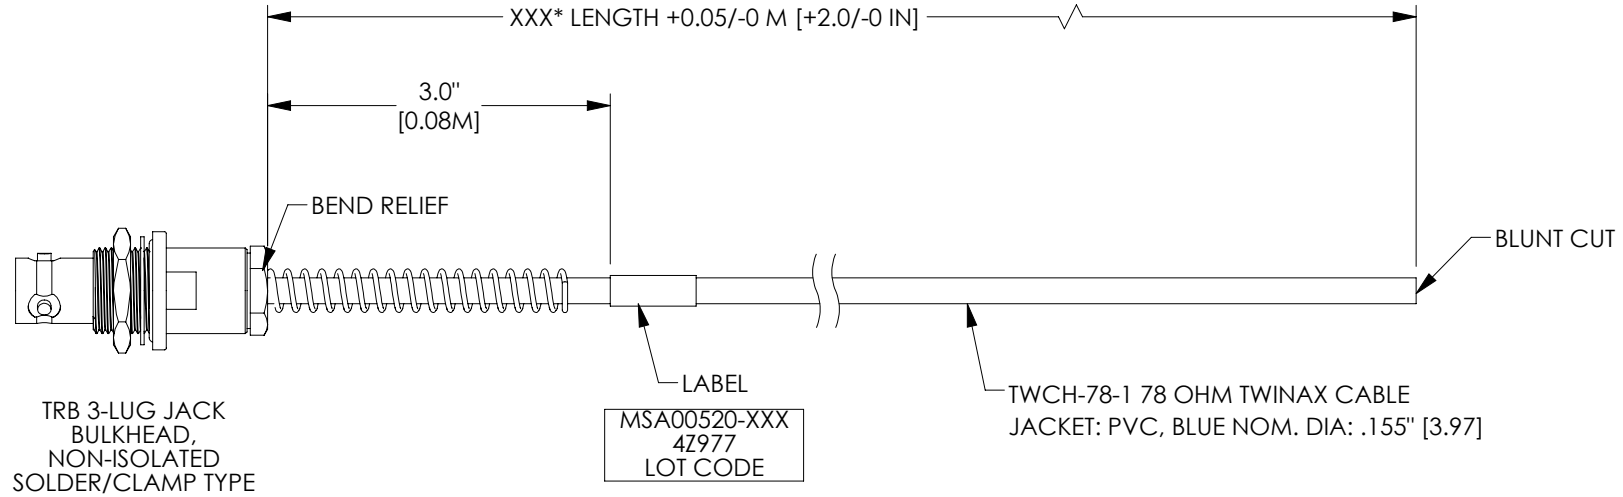 XXX* LENGTH +0.05/-0 M [+2.0/-0 IN]
3.0"
[0.08M]
BEND RELIEF
BLUNT CUT
LABEL
MSA00520-XXX
4Z977
LOT CODE
TWCH-78-1 78 OHM TWINAX CABLE
JACKET: PVC, BLUE NOM. DIA: .155" [3.97]
TRB 3-LUG JACK
BULKHEAD,
NON-ISOLATED
SOLDER/CLAMP TYPE